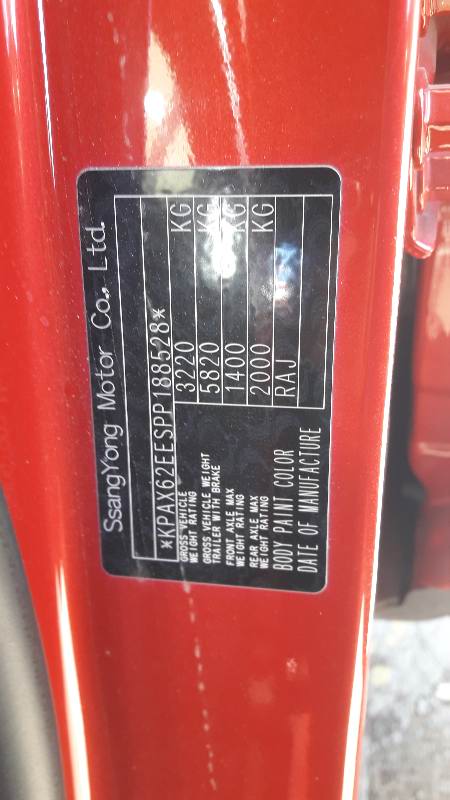 SsangYong Motor Co., Ltd.
*KPAX62EESPP188528*
GROSS VEHICLE
WEIGHT RATING 3220 KG
GROSS VEHICLE WEIGHT
TRAILER WITH BRAKE 5820 KG
FRONT AXLE MAX
WEIGHT RATING 1400 KG
REAR AXLE MAX
WEIGHT RATING 2000 KG
BODY PAINT COLOR RAJ
DATE OF MANUFACTURE